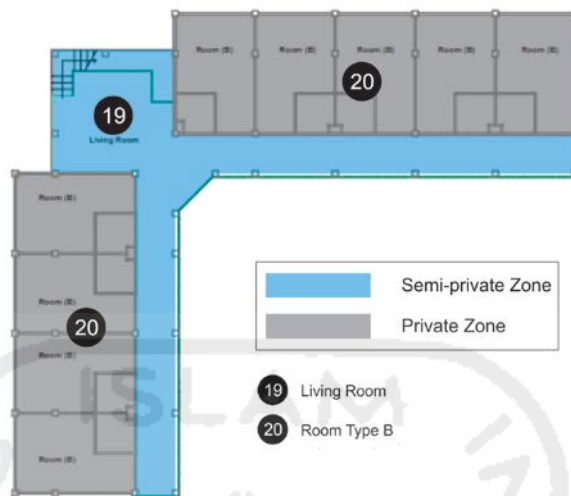 Room (B) Room (B) Room (B) Room (B) Room (B)
20
19
Living Room
Room (B)
Room (B)
20
Room (B)
Room (B)
Semi-private Zone
Private Zone
19 Living Room
20 Room Type B
ISLAM